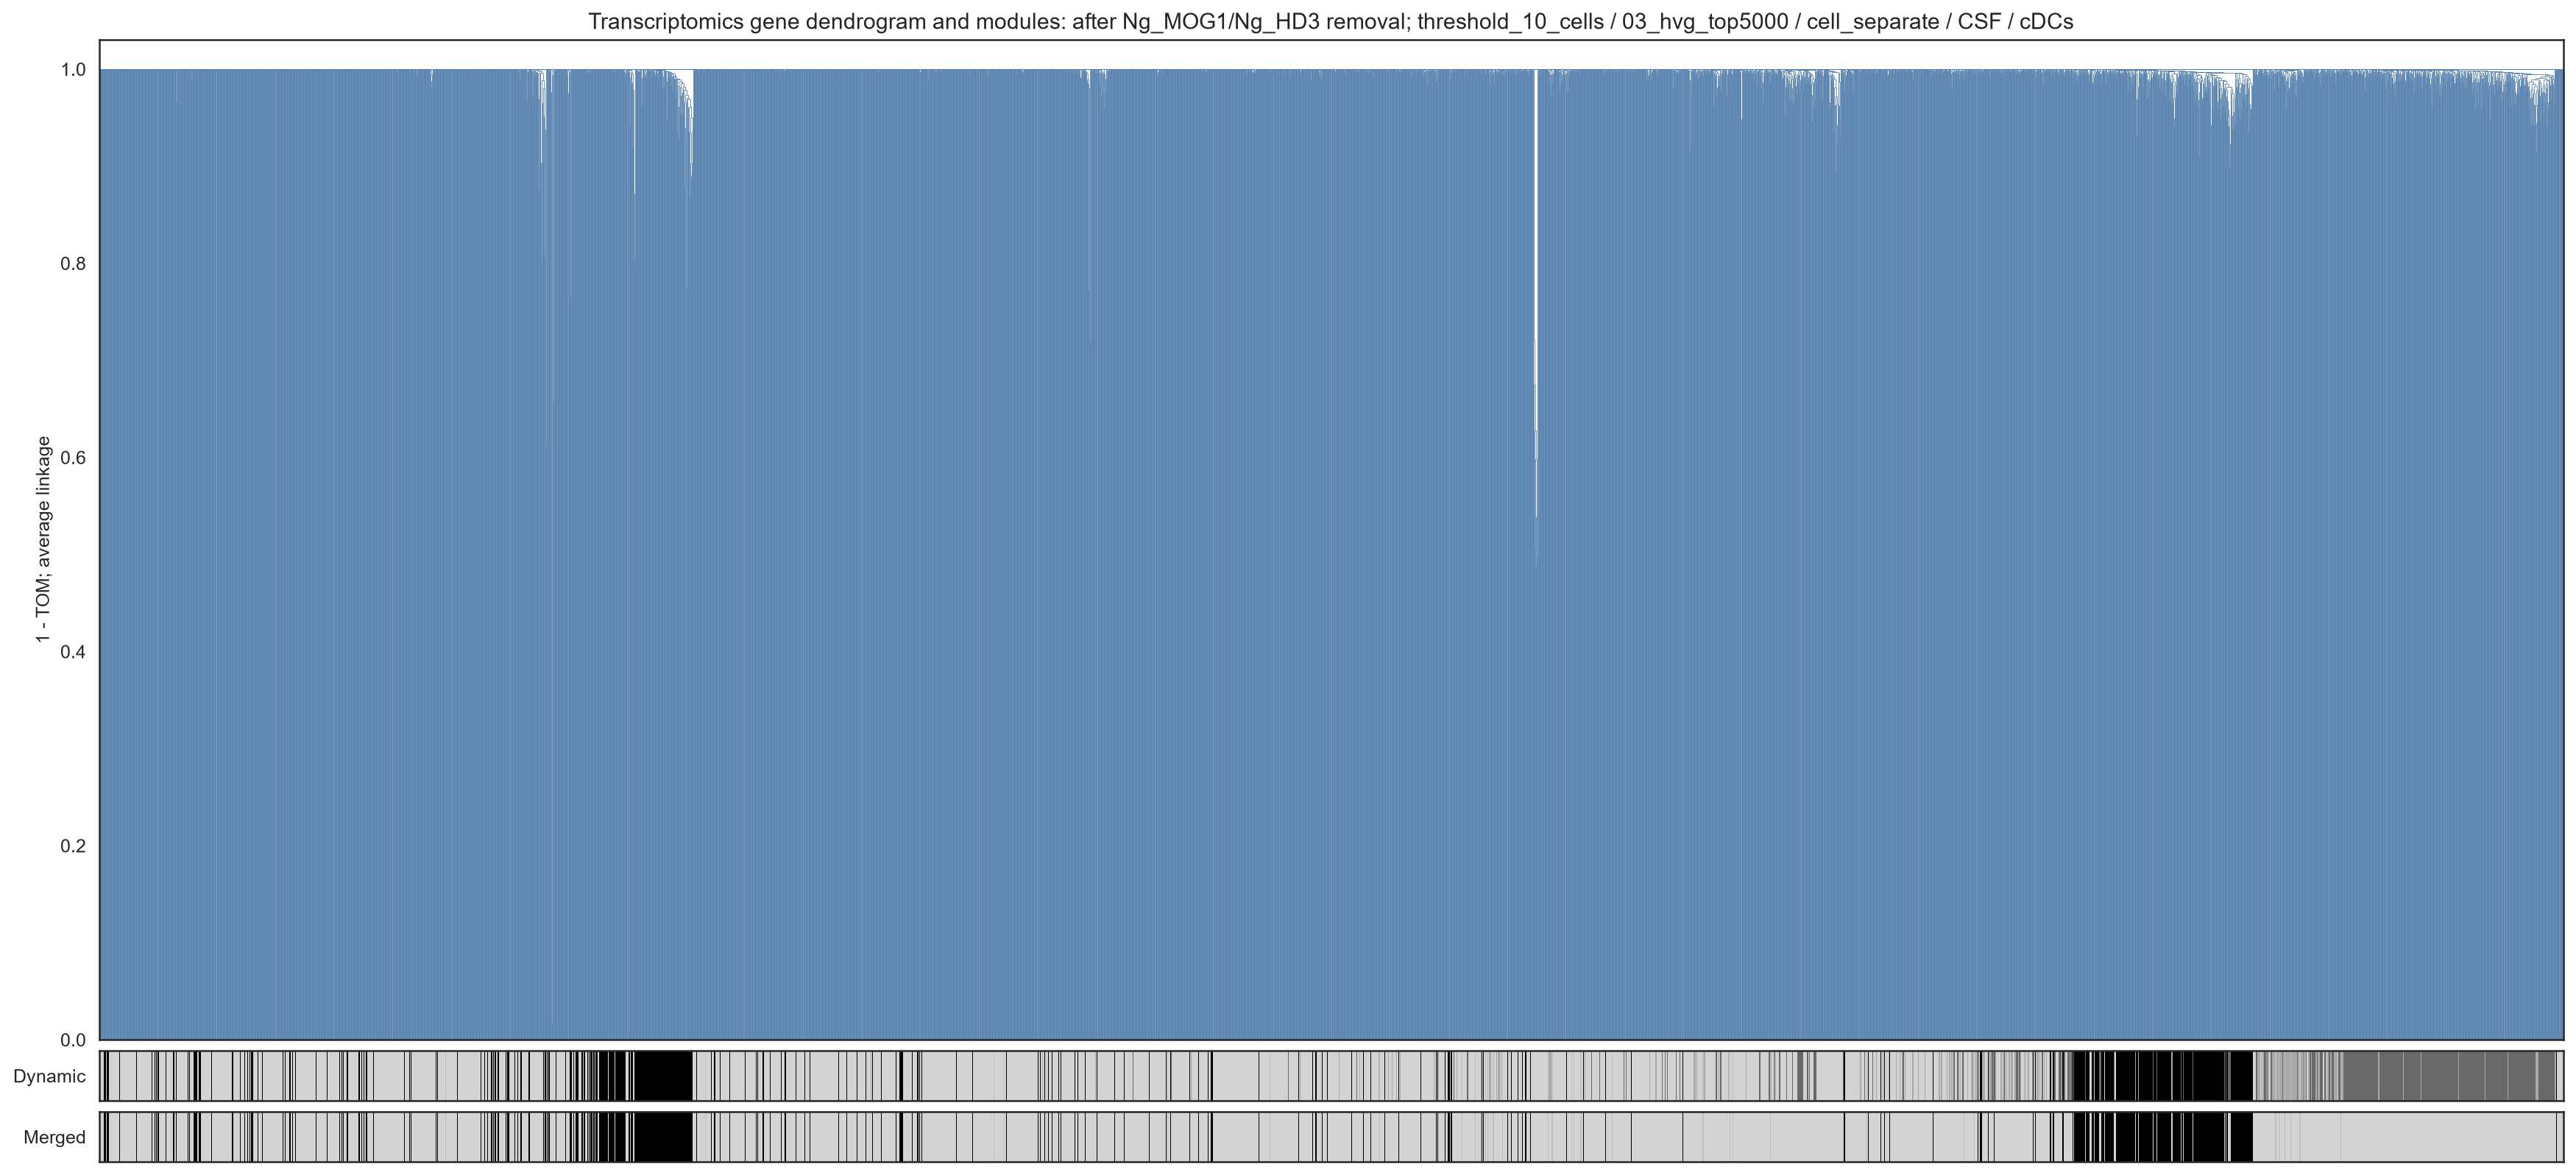 Transcriptomics gene dendrogram and modules: after Ng_MOG1/Ng_HD3 removal; threshold_10_cells / 03_hvg_top5000 / cell_separate / CSF / cDCs
1.0
0.8
0.6
0.4
0.2
0.0
1 - TOM; average linkage
Dynamic
Merged